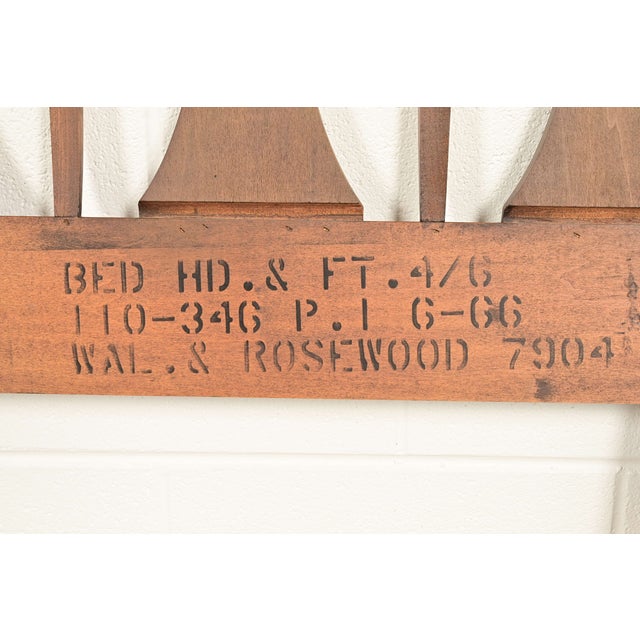 BED HD.& FT.4/6
110-346 P.1 6-66
WAL.& ROSEWOOD 7904